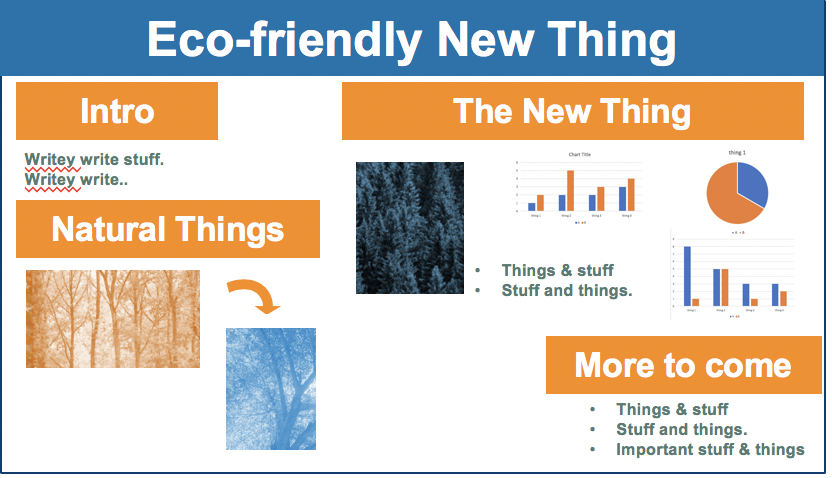 Eco-friendly New Thing
Intro
Writey write stuff.
Writey write..
Natural Things
The New Thing
Chart Title
thing 1
Things & stuff
Stuff and things.
More to come
Things & stuff
Stuff and things.
Important stuff & things